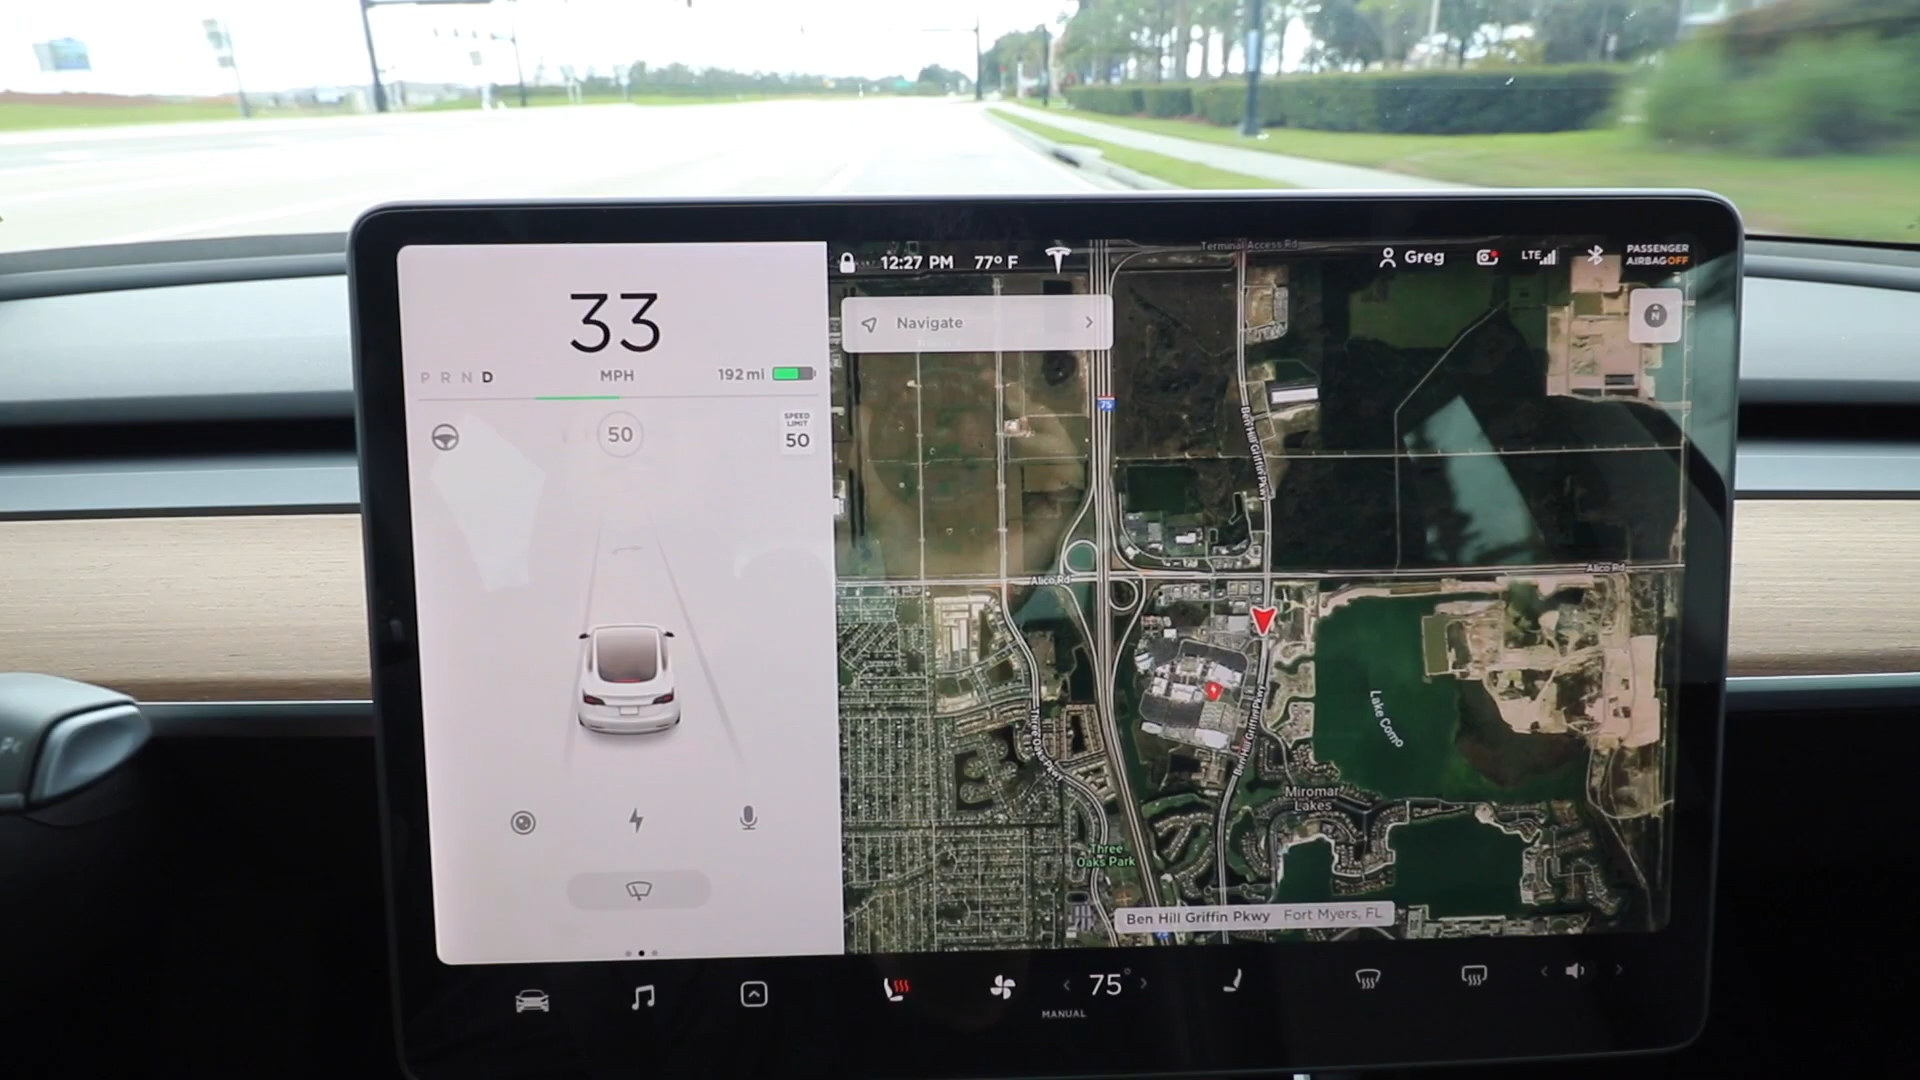 33
P R N D
MPH
192 mi
50
SPEED
LIMIT
50
12:27 PM
77° F
Greg
LTE
PASSENGER
AIRBAG OFF
Navigate
N
Terminal Access Rd
75
Ben Hill Griffin Pkwy
Alico Rd
Alico Rd
Three Oaks Pkwy
Ben Hill Griffin Pkwy
Lake Como
Miromar
Lakes
Three
Oaks Park
Ben Hill Griffin Pkwy Fort Myers, FL
75°
MANUAL